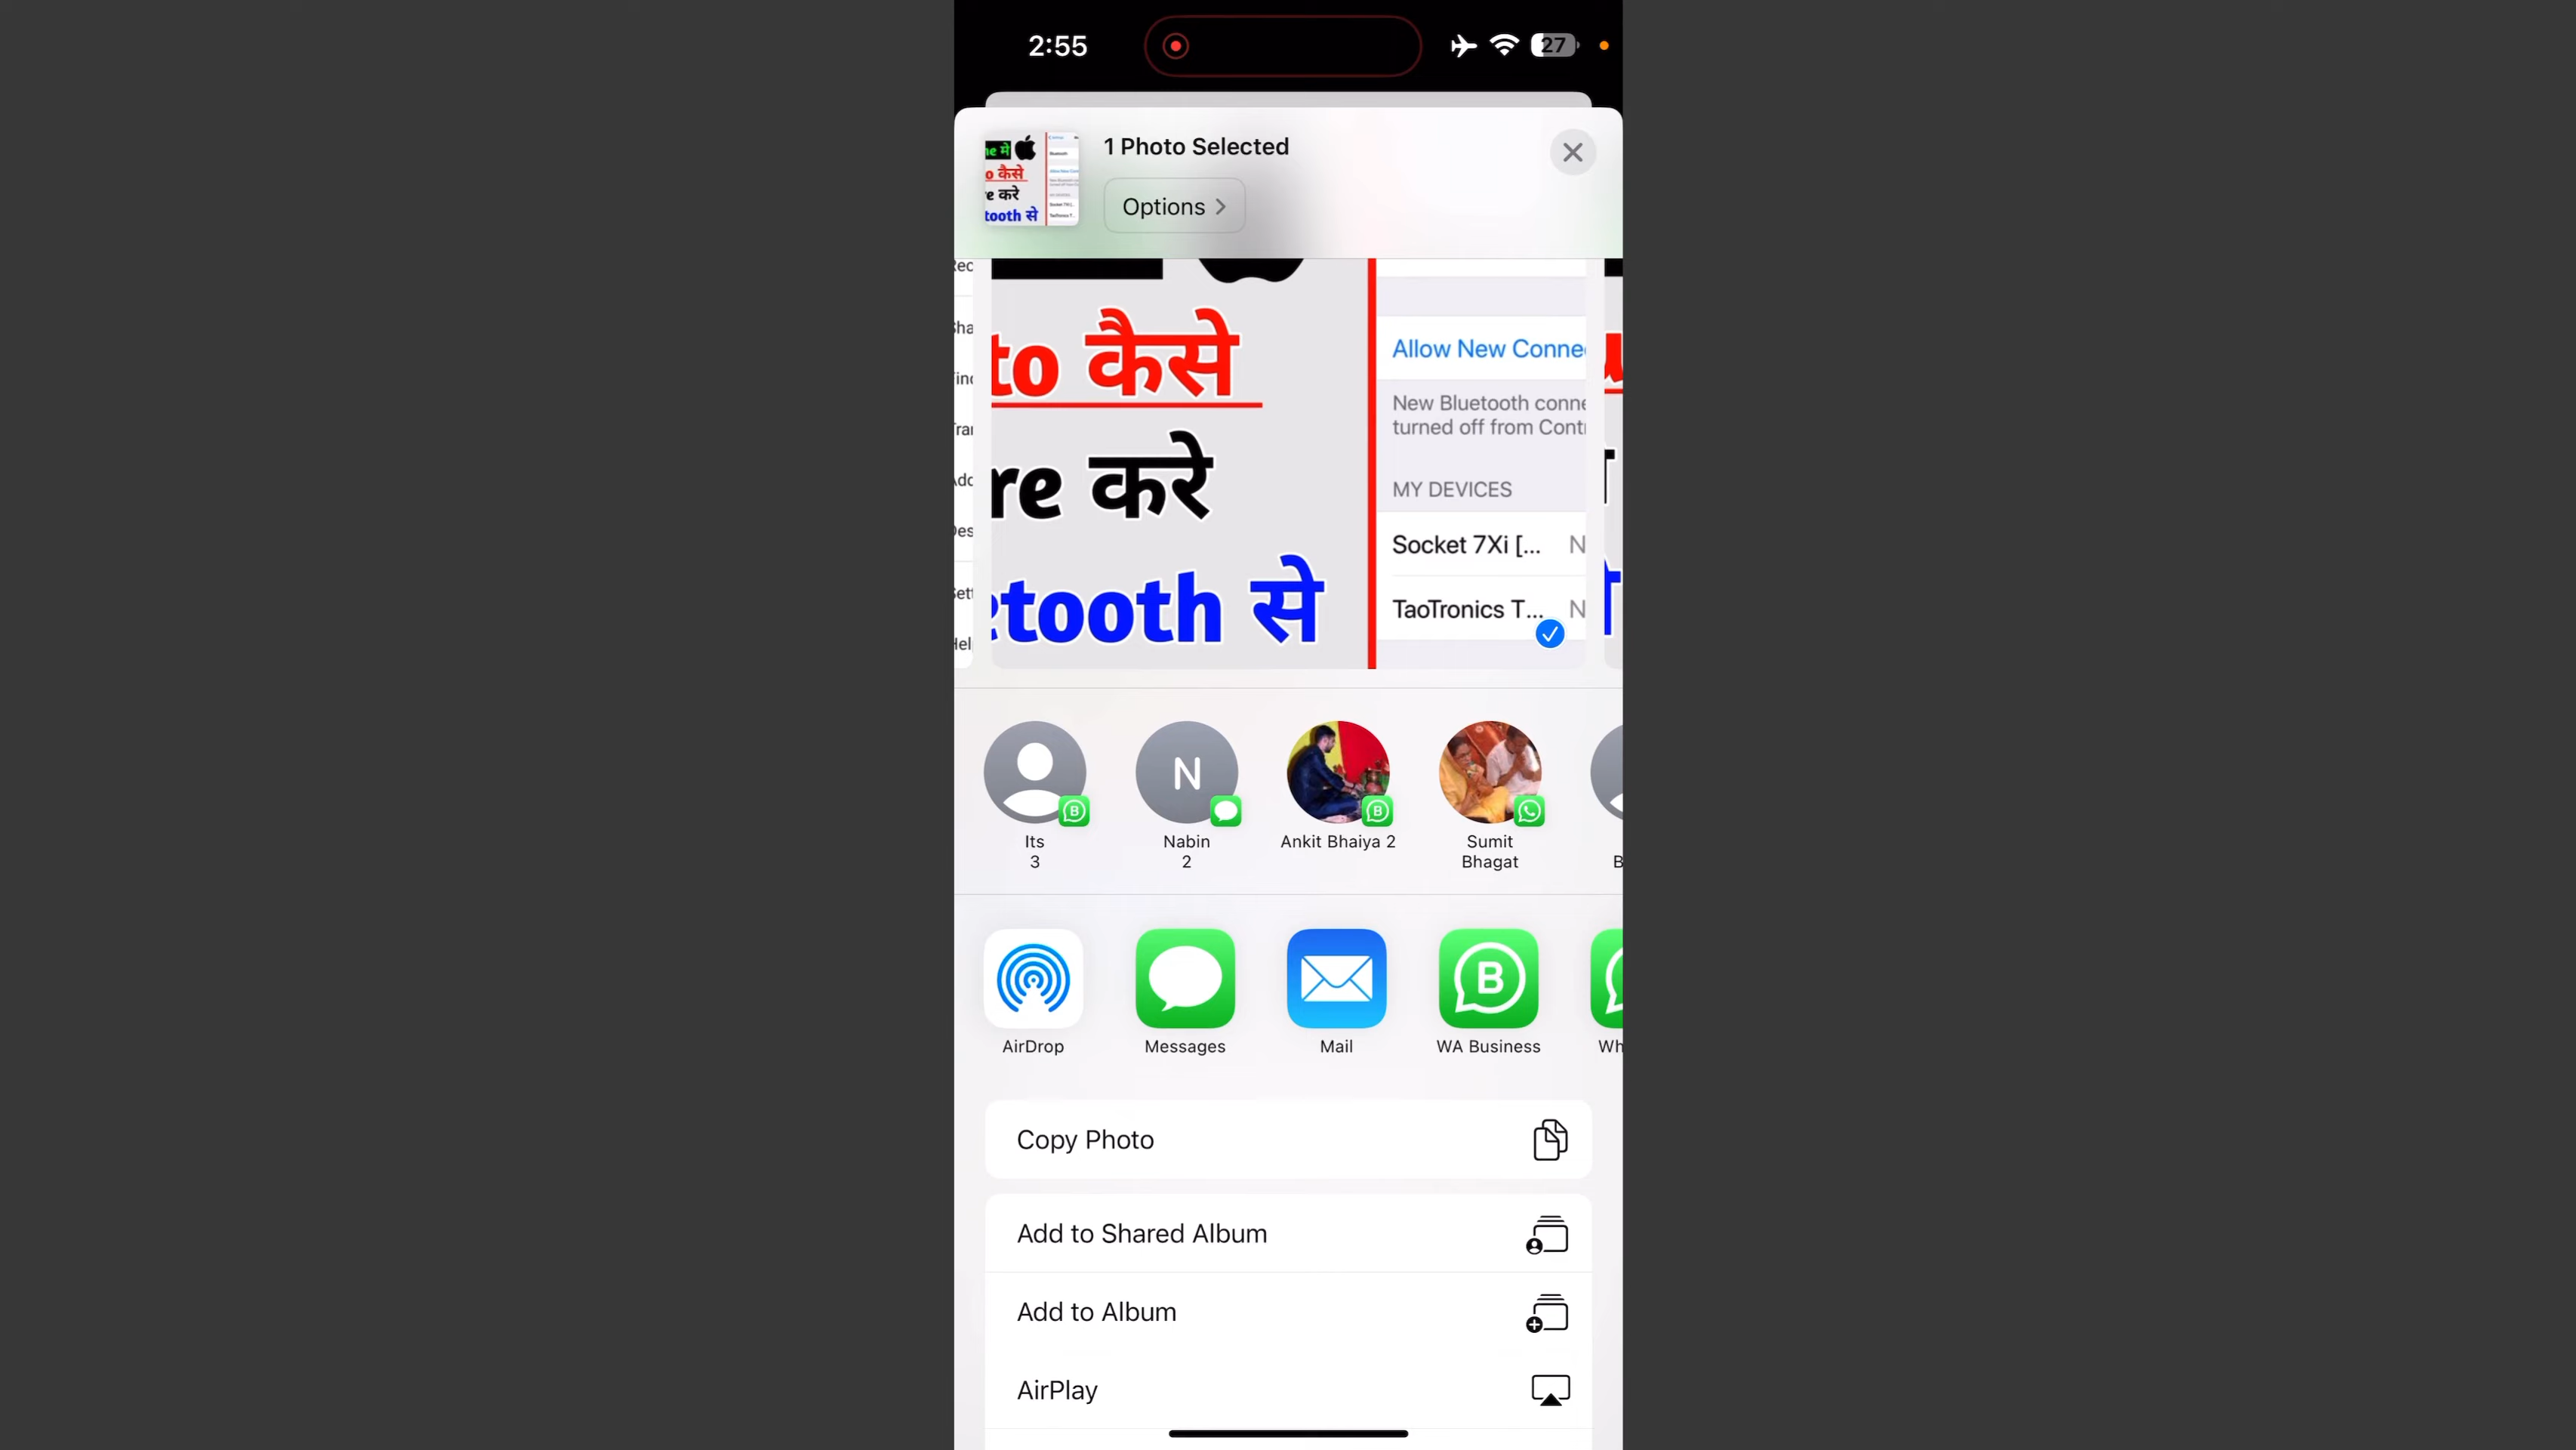 2:55
27
1 Photo Selected
Options
to कैसे
re करे
tooth से
Allow New Conne
New Bluetooth conne
turned off from Contr
MY DEVICES
Socket 7Xi [... N
TaoTronics T... N
Its
3
N
Nabin
2
Ankit Bhaiya 2
Sumit
Bhagat
B
AirDrop
Messages
Mail
B
WA Business
Wh
Copy Photo
Add to Shared Album
Add to Album
AirPlay